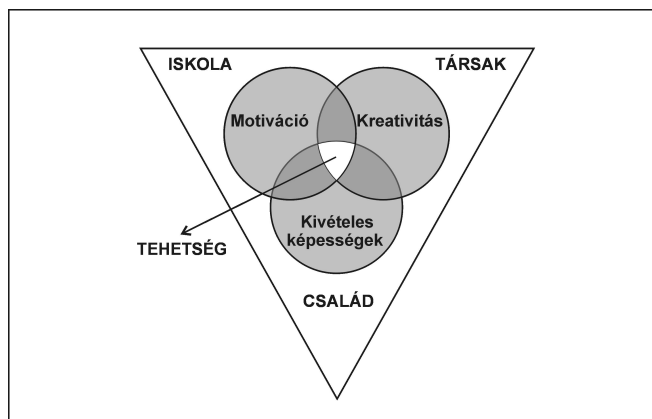 ISKOLA
TÁRSAK
Motiváció
Kreativitás
Kivételes
képességek
TEHETSÉG
CSALÁD